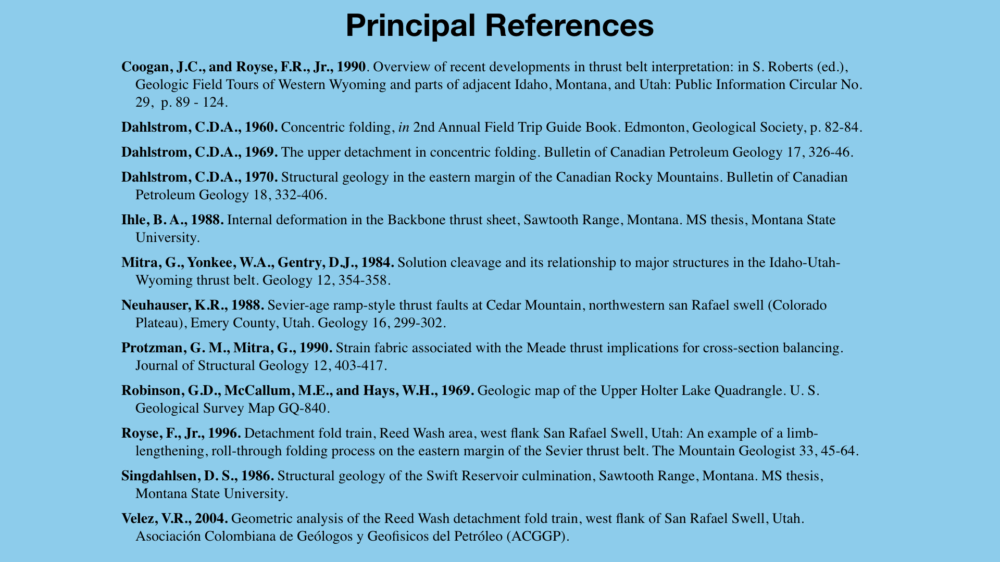 Principal References
Coogan, J.C., and Royse, F.R., Jr., 1990. Overview of recent developments in thrust belt interpretation: in S. Roberts (ed.),
Geologic Field Tours of Western Wyoming and parts of adjacent Idaho, Montana, and Utah: Public Information Circular No.
29, p. 89 - 124.
Dahlstrom, C.D.A., 1960. Concentric folding, in 2nd Annual Field Trip Guide Book. Edmonton, Geological Society, p. 82-84.
Dahlstrom, C.D.A., 1969. The upper detachment in concentric folding. Bulletin of Canadian Petroleum Geology 17, 326-46.
Dahlstrom, C.D.A., 1970. Structural geology in the eastern margin of the Canadian Rocky Mountains. Bulletin of Canadian
Petroleum Geology 18, 332-406.
Ihle, B. A., 1988. Internal deformation in the Backbone thrust sheet, Sawtooth Range, Montana. MS thesis, Montana State
University.
Mitra, G., Yonkee, W.A., Gentry, D.J., 1984. Solution cleavage and its relationship to major structures in the Idaho-Utah-
Wyoming thrust belt. Geology 12, 354-358.
Neuhauser, K.R., 1988. Sevier-age ramp-style thrust faults at Cedar Mountain, northwestern san Rafael swell (Colorado
Plateau), Emery County, Utah. Geology 16, 299-302.
Protzman, G. M., Mitra, G., 1990. Strain fabric associated with the Meade thrust implications for cross-section balancing.
Journal of Structural Geology 12, 403-417.
Robinson, G.D., McCallum, M.E., and Hays, W.H., 1969. Geologic map of the Upper Holter Lake Quadrangle. U. S.
Geological Survey Map GQ-840.
Royse, F., Jr., 1996. Detachment fold train, Reed Wash area, west flank San Rafael Swell, Utah: An example of a limb-
lengthening, roll-through folding process on the eastern margin of the Sevier thrust belt. The Mountain Geologist 33, 45-64.
Singdahlsen, D. S., 1986. Structural geology of the Swift Reservoir culmination, Sawtooth Range, Montana. MS thesis,
Montana State University.
Velez, V.R., 2004. Geometric analysis of the Reed Wash detachment fold train, west flank of San Rafael Swell, Utah.
Asociación Colombiana de Geólogos y Geofisicos del Petróleo (ACGGP).